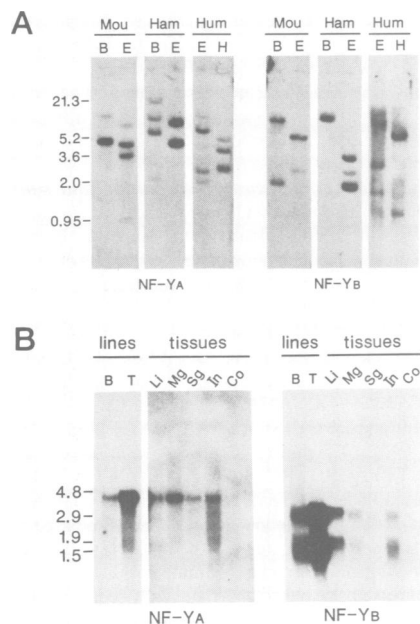 A
Mou Ham Hum Mou Ham Hum
B E B E E H B E B E E H
21.3
5.2
3.6
2.0
0.95
NF-YA NF-YB
B
lines tissues lines tissues
B T Li Mg Sg In Co B T Li Mg Sg In Co
4.8
2.9
1.9
1.5
NF-YA NF-YB